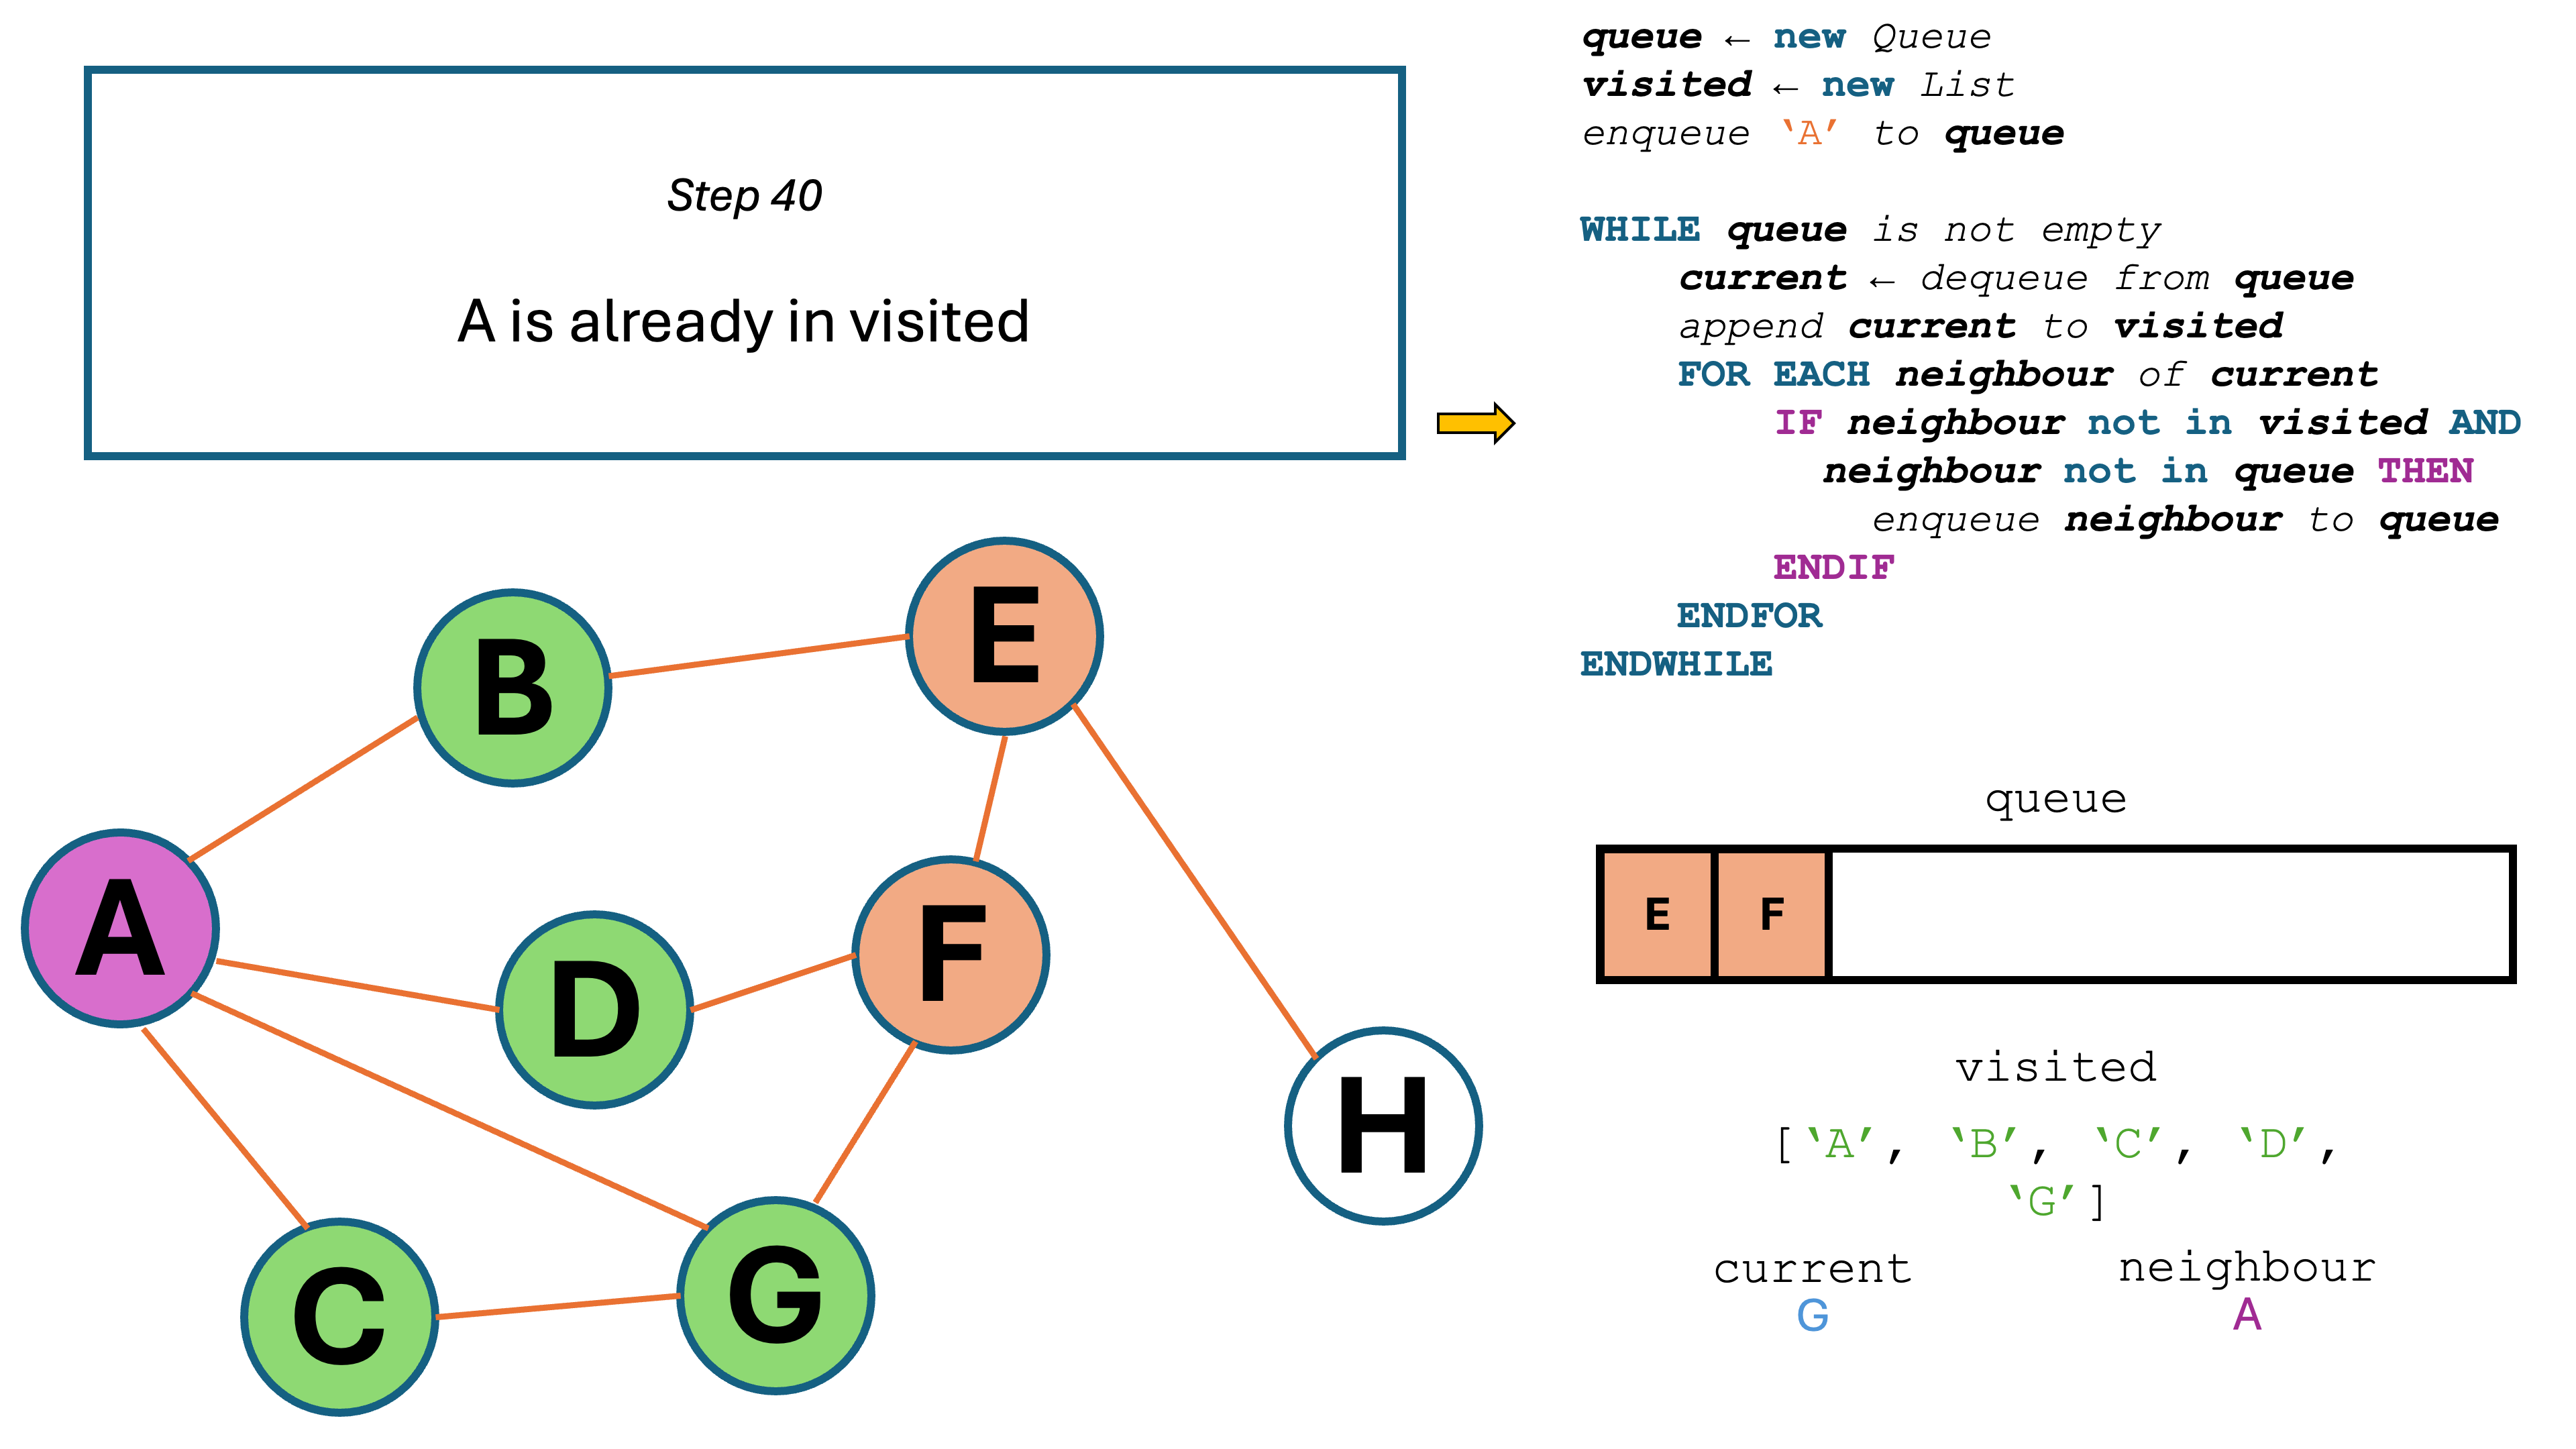 Step 40
A is already in visited
queue ← new Queue
visited ← new List
enqueue ‘A’ to queue
WHILE queue is not empty
current ← dequeue from queue
append current to visited
FOR EACH neighbour of current
IF neighbour not in visited AND
neighbour not in queue THEN
enqueue neighbour to queue
ENDIF
ENDFOR
ENDWHILE
B
E
A
D
F
H
C
G
queue
E F
visited
[‘A’, ‘B’, ‘C’, ‘D’,
‘G’]
current neighbour
G A